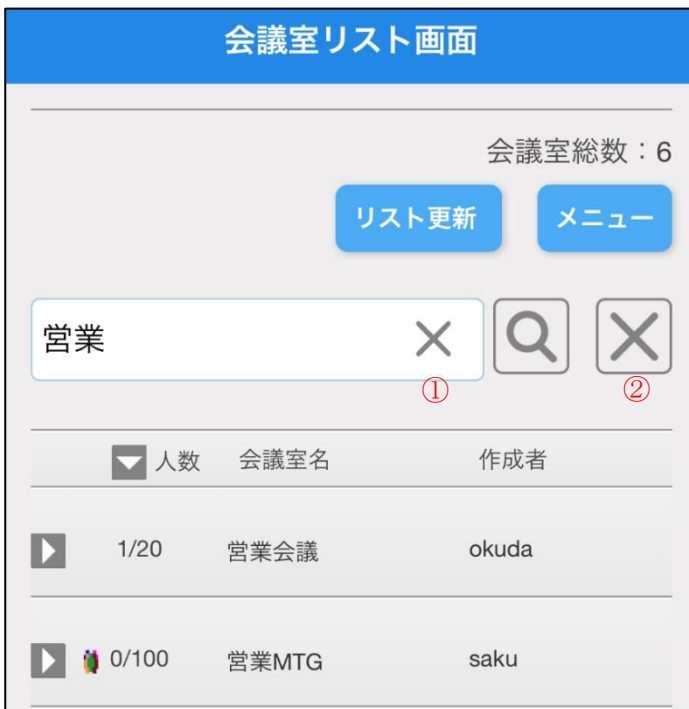 会議室リスト画面
会議室総数：6
リスト更新 メニュー
営業
① ②
人数 会議室名 作成者
1/20 営業会議 okuda
0/100 営業MTG saku